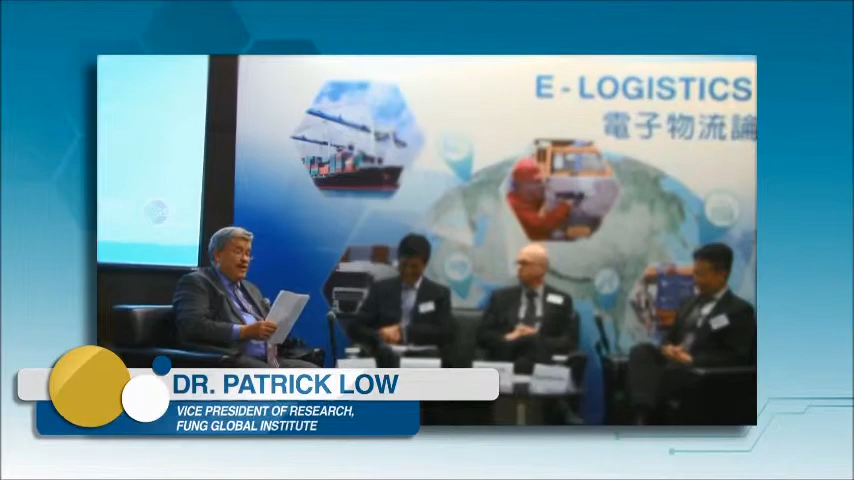 E-LOGISTICS
電子物流論
DR. PATRICK LOW
VICE PRESIDENT OF RESEARCH,
FUNG GLOBAL INSTITUTE